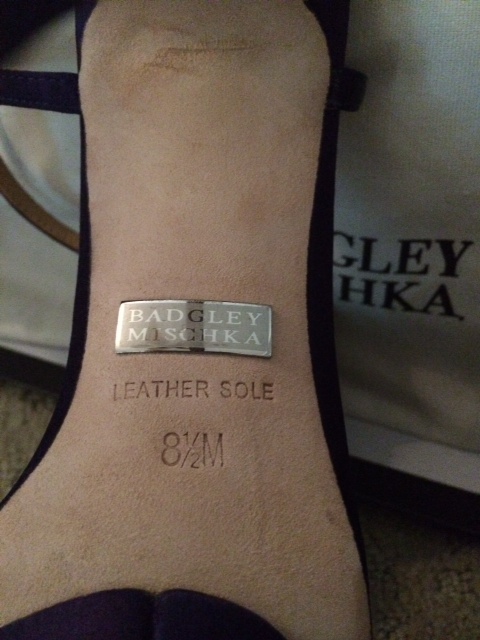 BADGLEY
MISCHKA
LEATHER SOLE
8½M
GLEY
HKA